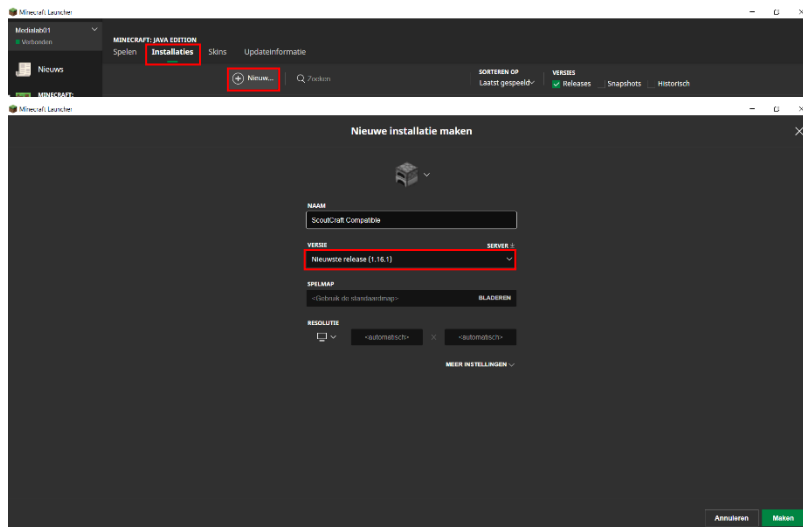 Minecraft Launcher
Medialab01
Verbonden
MINECRAFT: JAVA EDITION
Spelen Installaties Skins Updateinformatie
Nieuws
Nieuw... Zoeken
SORTEREN OP
Laatst gespeeld
VERSIES
Releases Snapshots Historisch
MINECRAFT:
Minecraft Launcher
Nieuwe installatie maken
NAAM
ScoutCraft Compatible
VERSIE SERVER
Nieuwste release (1.16.1)
SPELMAP
<Gebruik de standaardmap> BLADEREN
RESOLUTIE
<automatisch> X <automatisch>
MEER INSTELLINGEN
Annuleren Maken